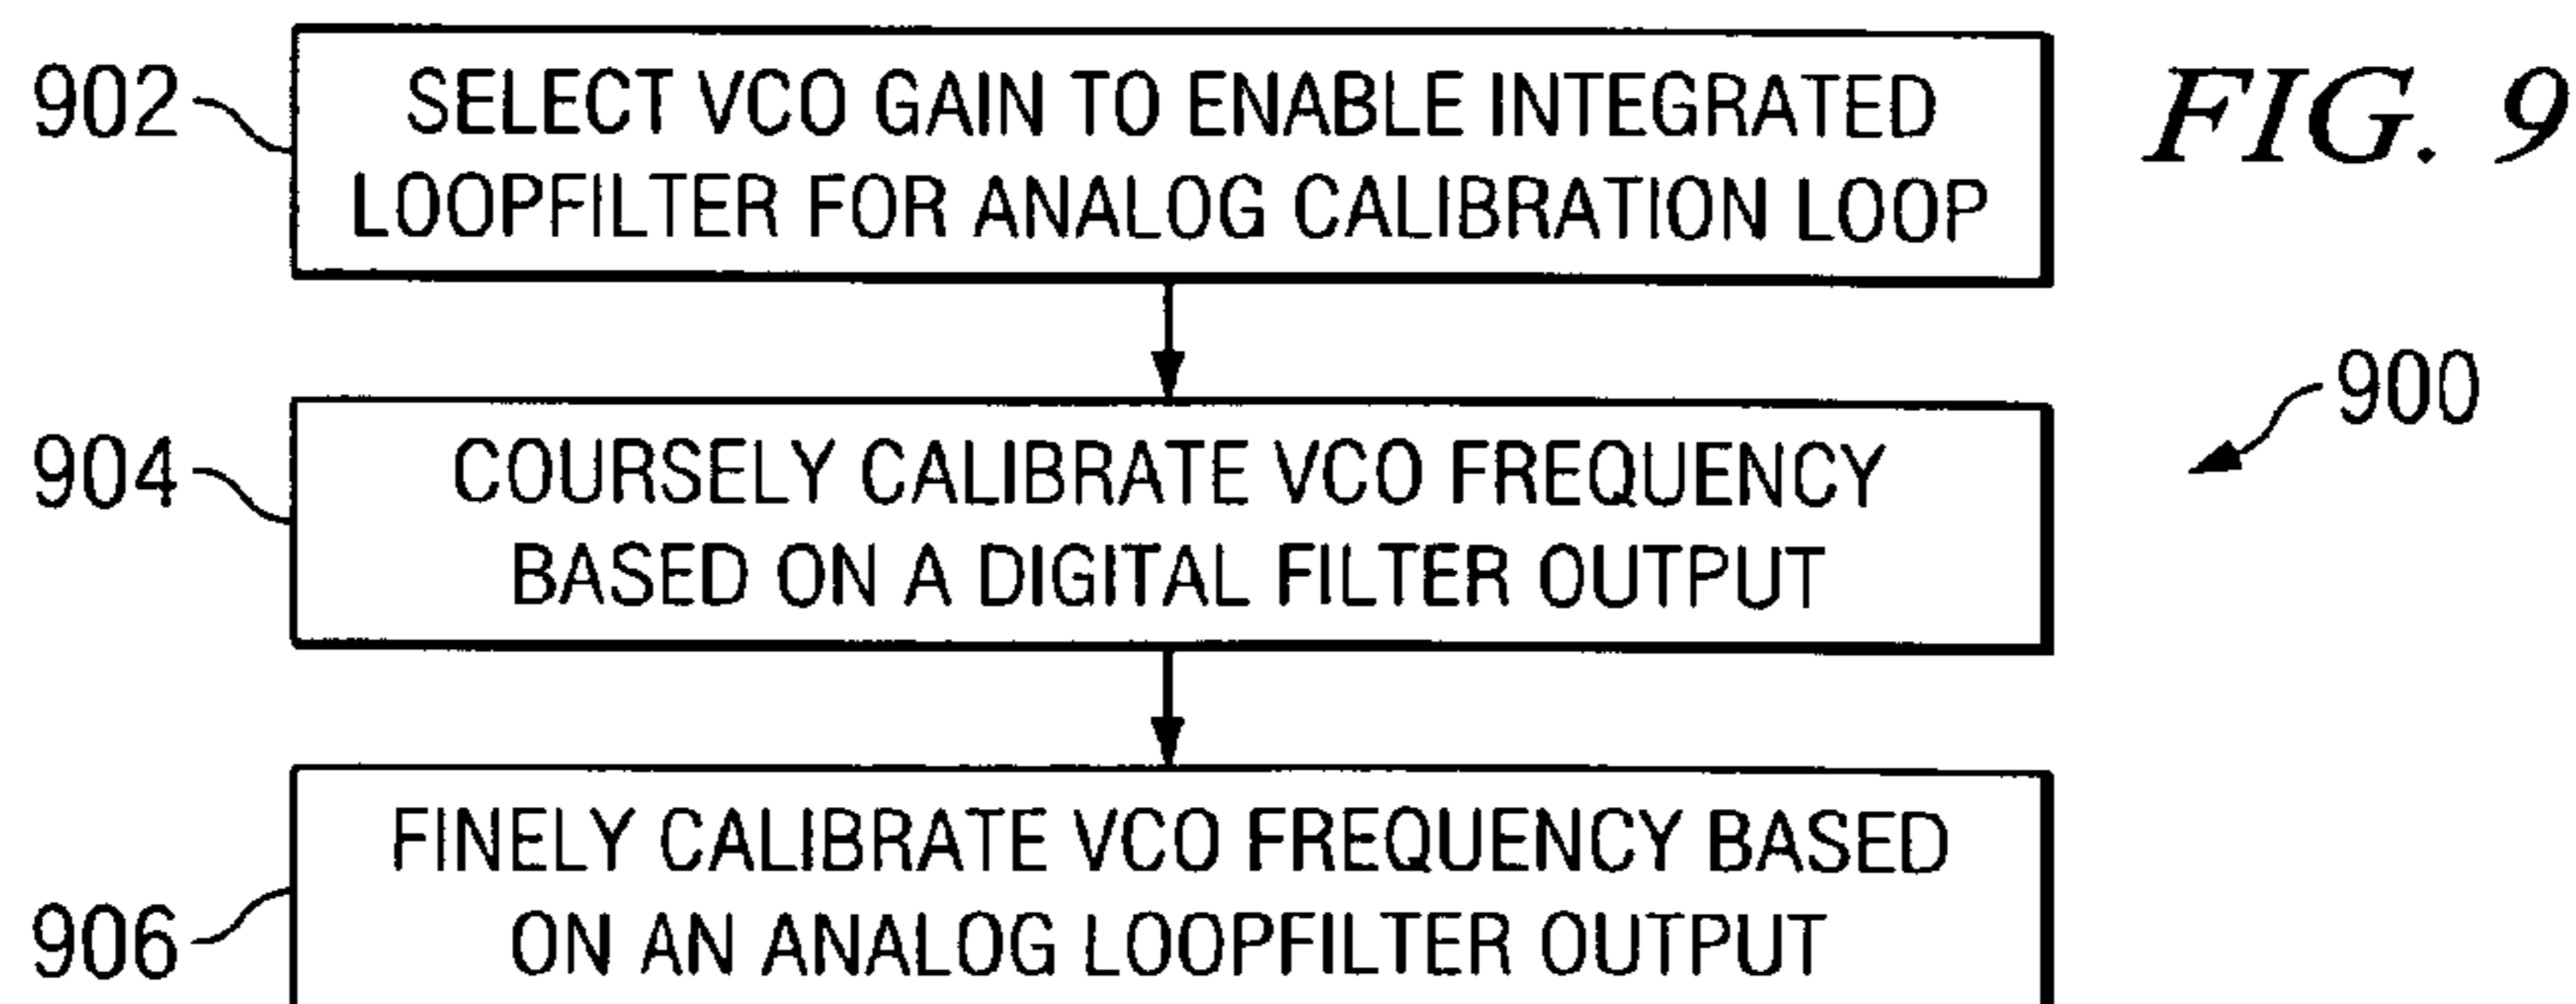 902
SELECT VCO GAIN TO ENABLE INTEGRATED
LOOPFILTER FOR ANALOG CALIBRATION LOOP
FIG. 9
900
904
COURSELY CALIBRATE VCO FREQUENCY
BASED ON A DIGITAL FILTER OUTPUT
906
FINELY CALIBRATE VCO FREQUENCY BASED
ON AN ANALOG LOOPFILTER OUTPUT